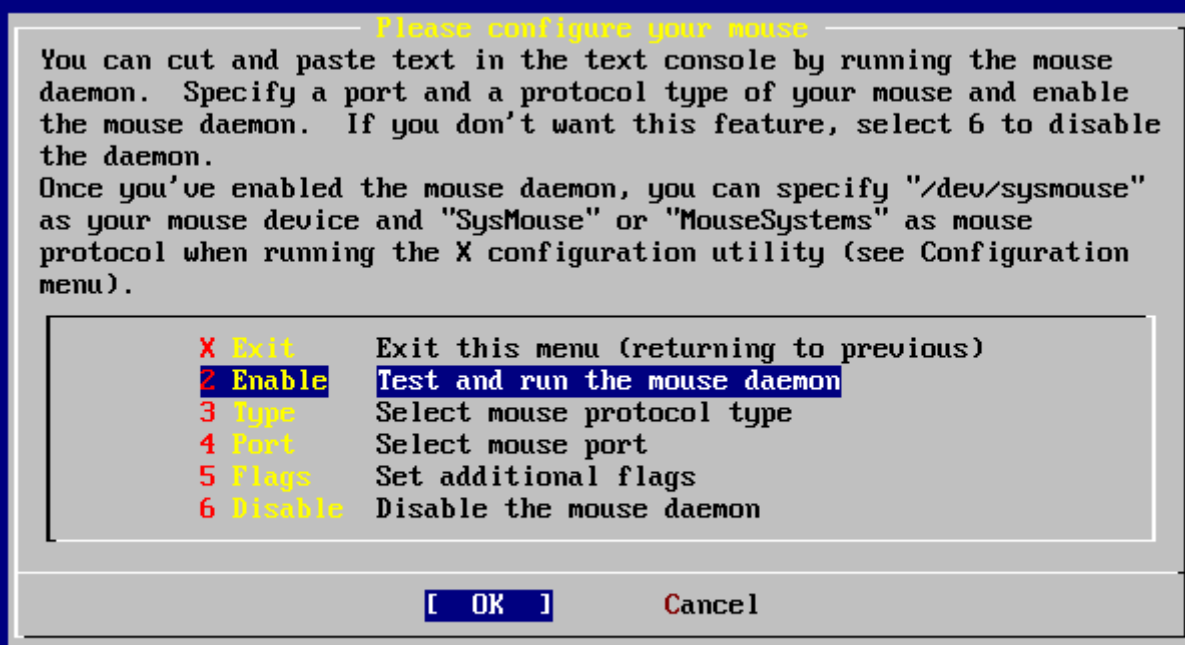 Please configure your mouse
You can cut and paste text in the text console by running the mouse
daemon.  Specify a port and a protocol type of your mouse and enable
the mouse daemon.  If you don't want this feature, select 6 to disable
the daemon.
Once you've enabled the mouse daemon, you can specify "/dev/sysmouse"
as your mouse device and "SysMouse" or "MouseSystems" as mouse
protocol when running the X configuration utility (see Configuration
menu).
X Exit     Exit this menu (returning to previous)
2 Enable   Test and run the mouse daemon
3 Type     Select mouse protocol type
4 Port     Select mouse port
5 Flags    Set additional flags
6 Disable  Disable the mouse daemon
[  OK  ]       Cancel